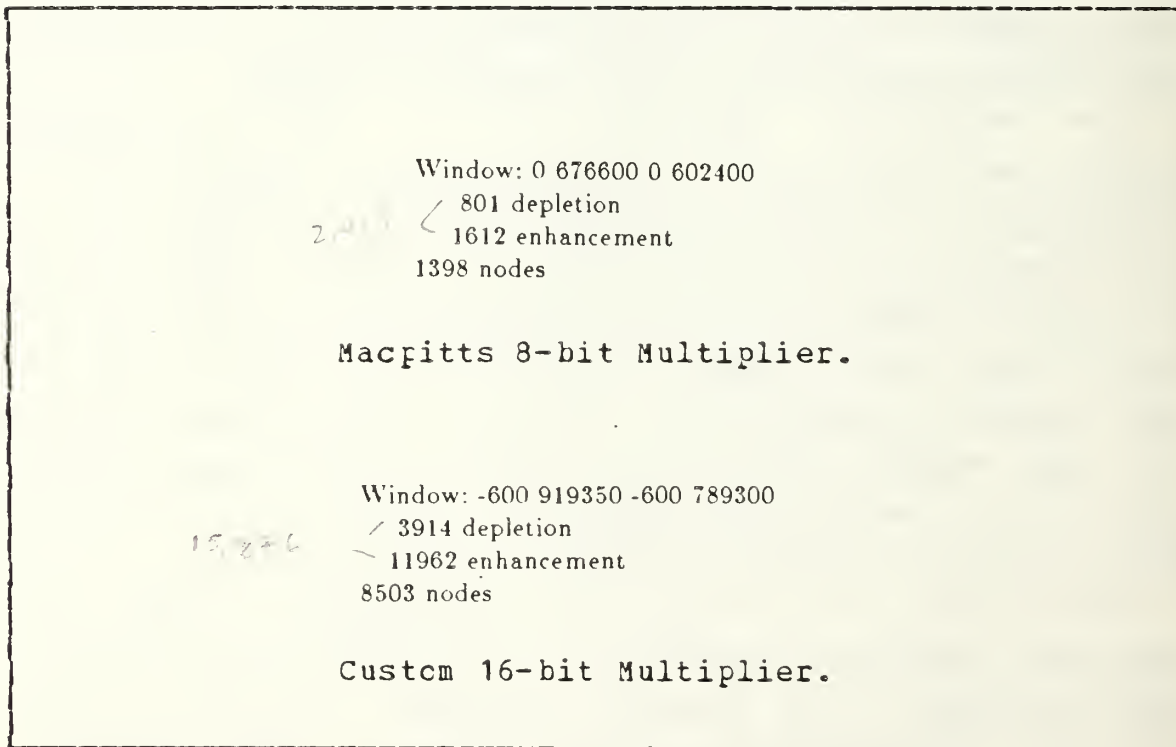 Window: 0 676600 0 602400
801 depletion
1612 enhancement
1398 nodes
Macpitts 8-bit Multiplier.
Window: -600 919350 -600 789300
3914 depletion
11962 enhancement
8503 nodes
Custom 16-bit Multiplier.